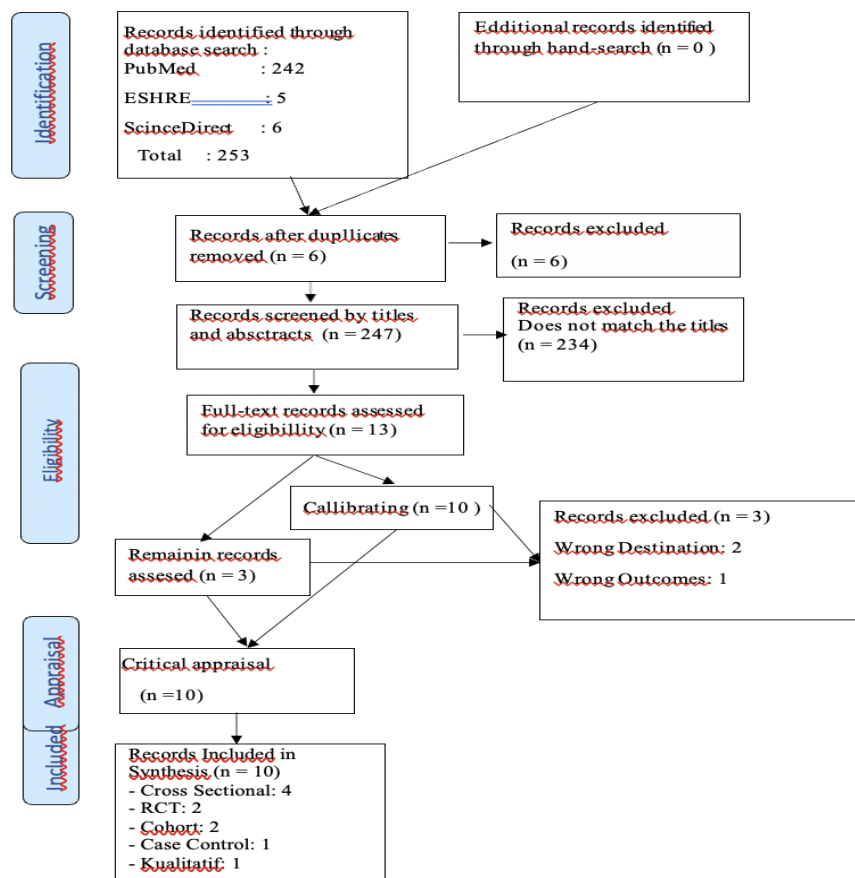 Identification
Records identified through
database search :
PubMed : 242
ESHRE : 5
ScinceDirect : 6
Total : 253
Edditional records identified
through hand-search (n = 0 )
Screening
Records after dupllicates
removed (n = 6)
Records excluded
(n = 6)
Records screened by titles
and absctracts (n = 247)
Records excluded
Does not match the titles
(n = 234)
Eligibility
Full-text records assessed
for eligibillity (n = 13)
Callibrating (n =10 )
Records excluded (n = 3)
Wrong Destination: 2
Wrong Outcomes: 1
Remainin records
assesed (n = 3)
Appraisal
Critical appraisal
(n =10)
Included
Records Included in
Synthesis (n = 10)
- Cross Sectional: 4
- RCT: 2
- Cohort: 2
- Case Control: 1
- Kualitatif: 1